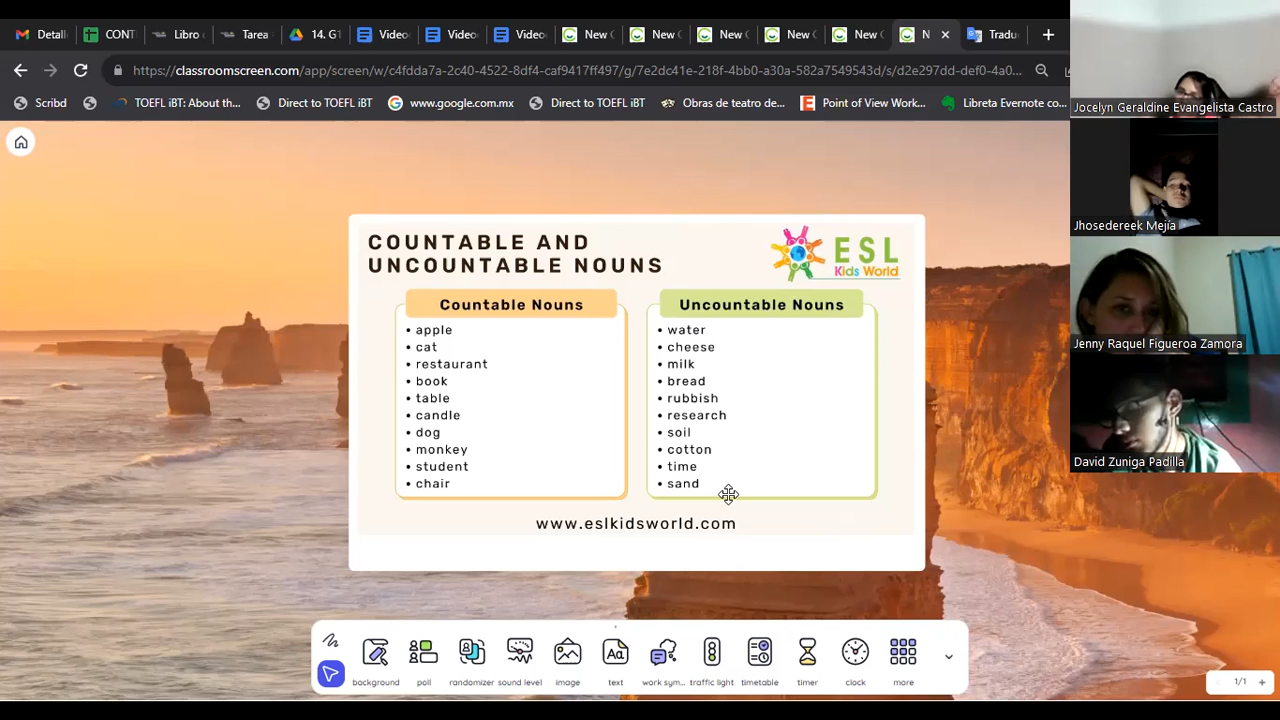 Detall
CONT
Libro
Tarea
14. G1
Video
Video
Video
New C
New C
New C
New C
New C
N
Tradu
https://classroomscreen.com/app/screen/w/c4fdda7a-2c40-4522-8df4-caf9417ff497/g/7e2dc41e-218f-4bb0-a30a-582a7549543d/s/d2e297dd-def0-4a0...
Scribd
TOEFL iBT: About th...
Direct to TOEFL iBT
www.google.com.mx
Direct to TOEFL iBT
Obras de teatro de...
Point of View Work...
Libreta Evernote co...
Jocelyn Geraldine Evangelista Castro
Jhosedereek Mejía
Jenny Raquel Figueroa Zamora
David Zuniga Padilla
COUNTABLE AND
UNCOUNTABLE NOUNS
ESL
Kids World
Countable Nouns
• apple
• cat
• restaurant
• book
• table
• candle
• dog
• monkey
• student
• chair
Uncountable Nouns
• water
• cheese
• milk
• bread
• rubbish
• research
• soil
• cotton
• time
• sand
www.eslkidsworld.com
background
poll
randomizer
sound level
image
Aa
text
work sym...
traffic light
timetable
timer
clock
more
1/1